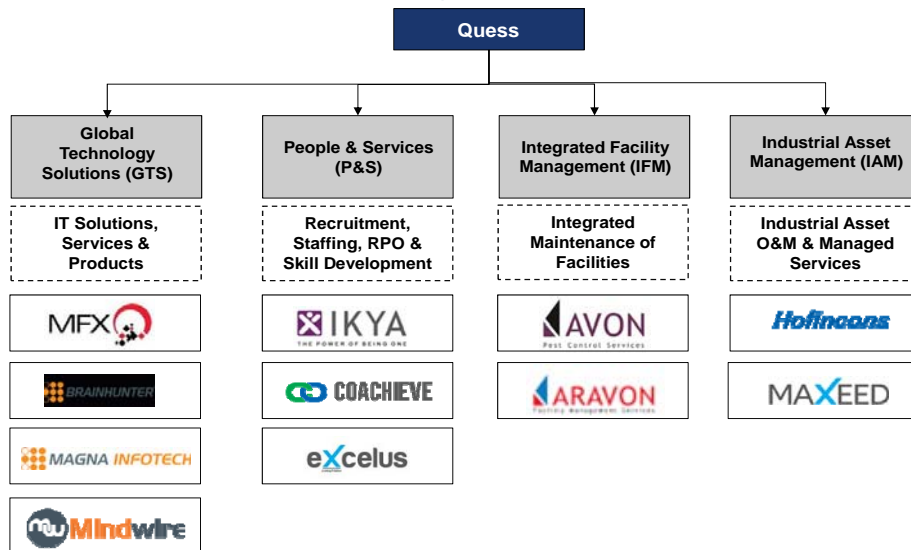 Quess
Global
Technology
Solutions (GTS)
IT Solutions,
Services &
Products
MFX
BRAINHUNTER
MAGNA INFOTECH
mw Mindwire
People & Services
(P&S)
Recruitment,
Staffing, RPO &
Skill Development
IKYA
THE POWER OF BEING ONE
COACHIEVE
eXcelus
Integrated Facility
Management (IFM)
Integrated
Maintenance of
Facilities
AVON
Pest Control Services
ARAVON
Facility Management Services
Industrial Asset
Management (IAM)
Industrial Asset
O&M & Managed
Services
Hofincons
MAXEED